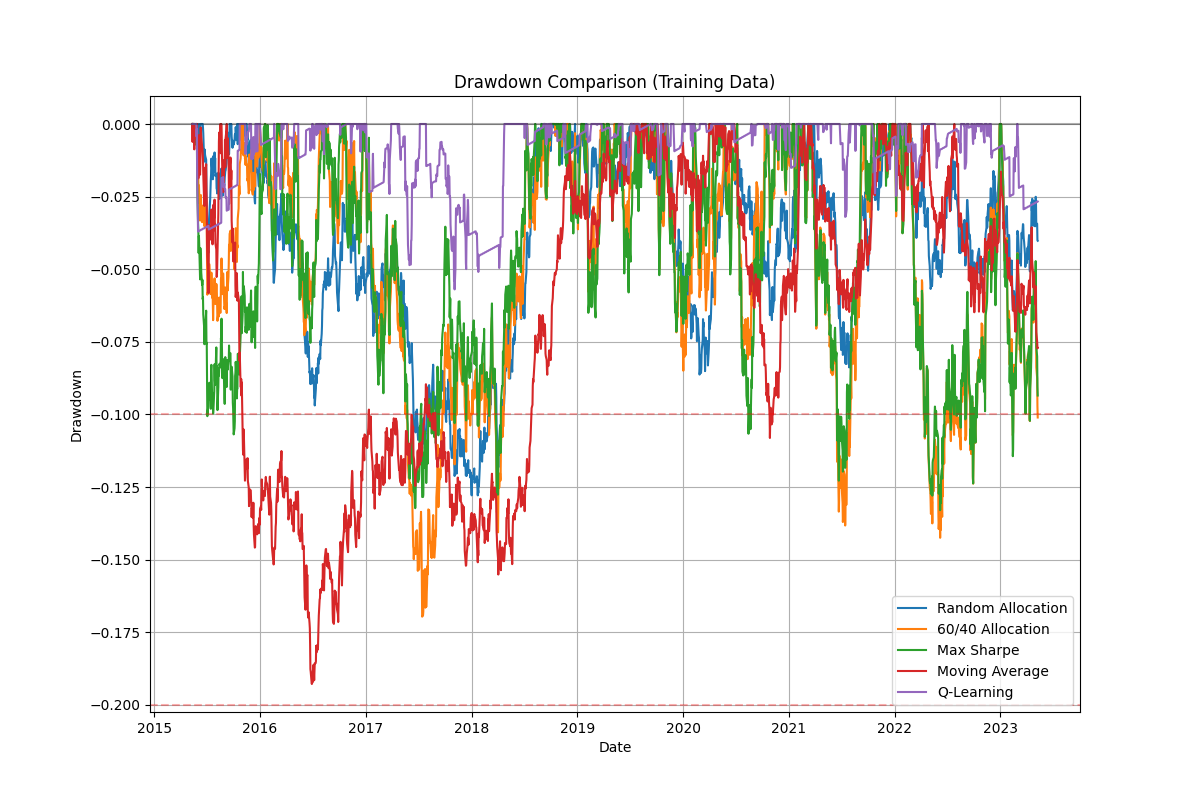 Drawdown Comparison (Training Data)
Drawdown
0.000
−0.025
−0.050
−0.075
−0.100
−0.125
−0.150
−0.175
−0.200
2015
2016
2017
2018
2019
2020
2021
2022
2023
Date
Random Allocation
60/40 Allocation
Max Sharpe
Moving Average
Q-Learning